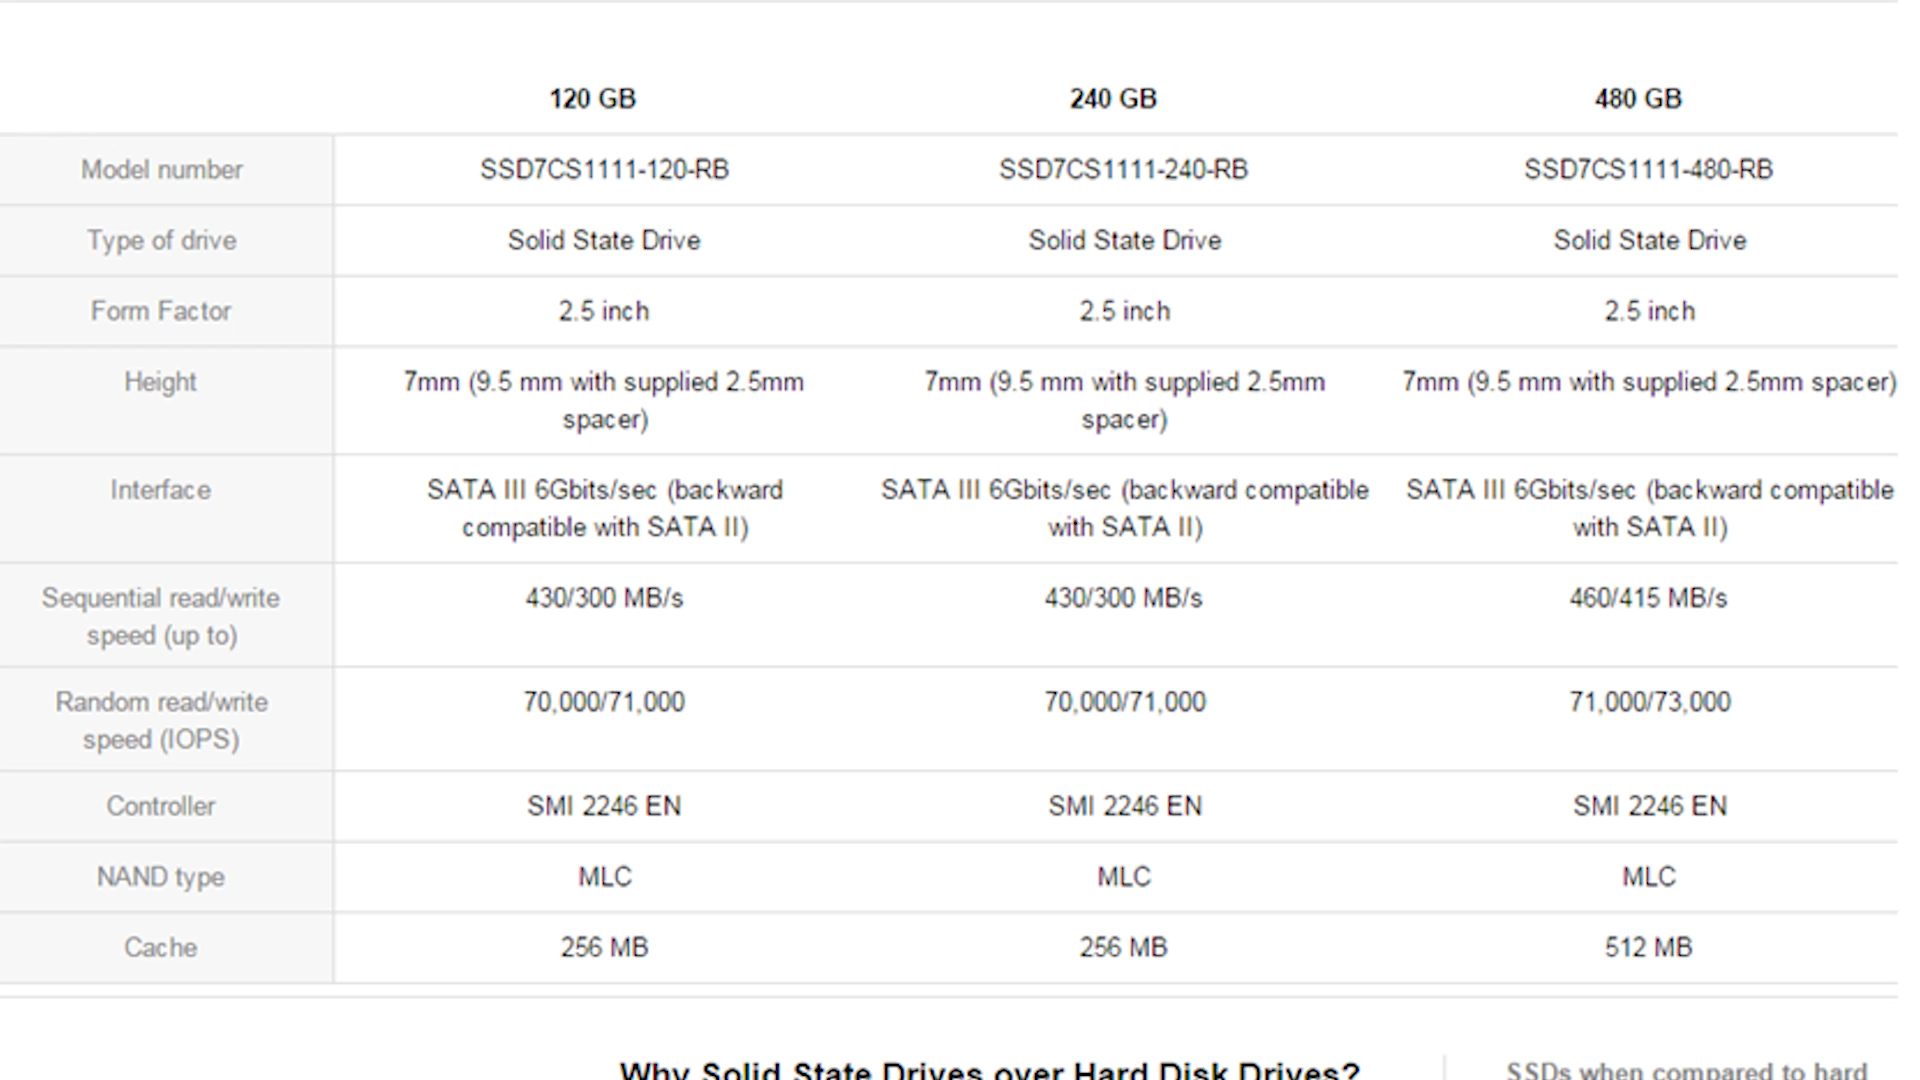 120 GB 240 GB 480 GB
Model number SSD7CS1111-120-RB SSD7CS1111-240-RB SSD7CS1111-480-RB
Type of drive Solid State Drive Solid State Drive Solid State Drive
Form Factor 2.5 inch 2.5 inch 2.5 inch
Height 7mm (9.5 mm with supplied 2.5mm 7mm (9.5 mm with supplied 2.5mm 7mm (9.5 mm with supplied 2.5mm spacer)
spacer) spacer)
Interface SATA III 6Gbits/sec (backward SATA III 6Gbits/sec (backward compatible SATA III 6Gbits/sec (backward compatible
compatible with SATA II) with SATA II) with SATA II)
Sequential read/write 430/300 MB/s 430/300 MB/s 460/415 MB/s
speed (up to)
Random read/write 70,000/71,000 70,000/71,000 71,000/73,000
speed (IOPS)
Controller SMI 2246 EN SMI 2246 EN SMI 2246 EN
NAND type MLC MLC MLC
Cache 256 MB 256 MB 512 MB
Why Solid State Drives over Hard Disk Drives? SSDs when compared to hard